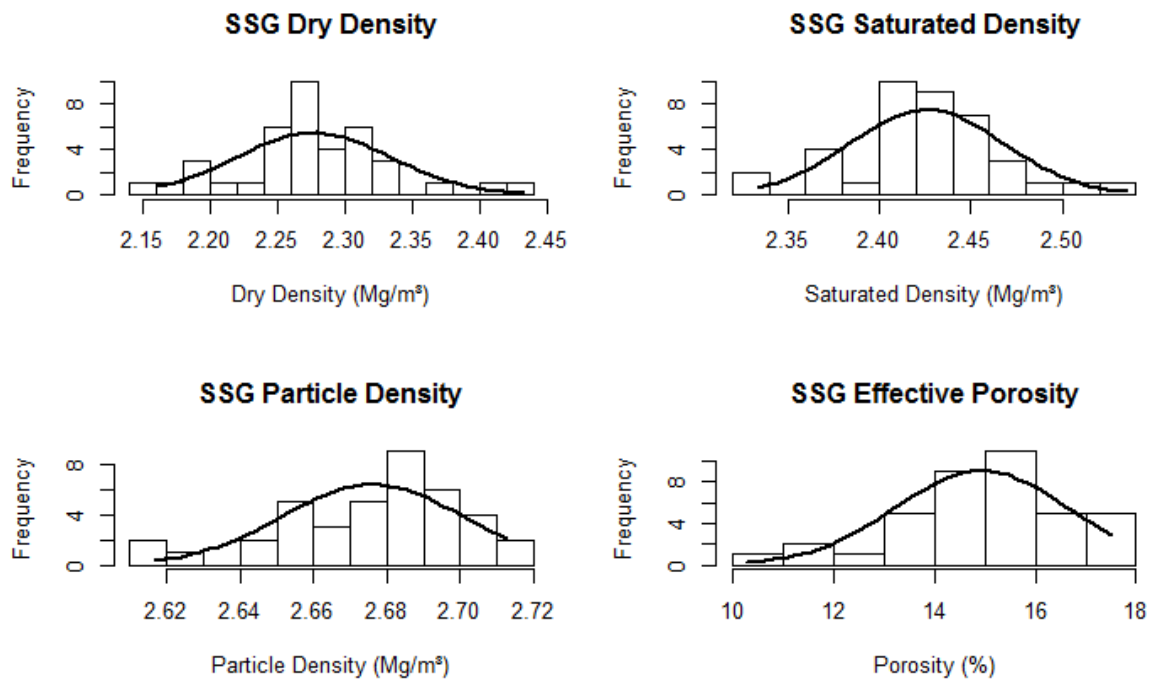 SSG Dry Density
Frequency
8
4
0
2.15 2.20 2.25 2.30 2.35 2.40 2.45
Dry Density (Mg/m³)
SSG Saturated Density
Frequency
8
4
0
2.35 2.40 2.45 2.50
Saturated Density (Mg/m³)
SSG Particle Density
Frequency
8
4
0
2.62 2.64 2.66 2.68 2.70 2.72
Particle Density (Mg/m³)
SSG Effective Porosity
Frequency
8
4
0
10 12 14 16 18
Porosity (%)